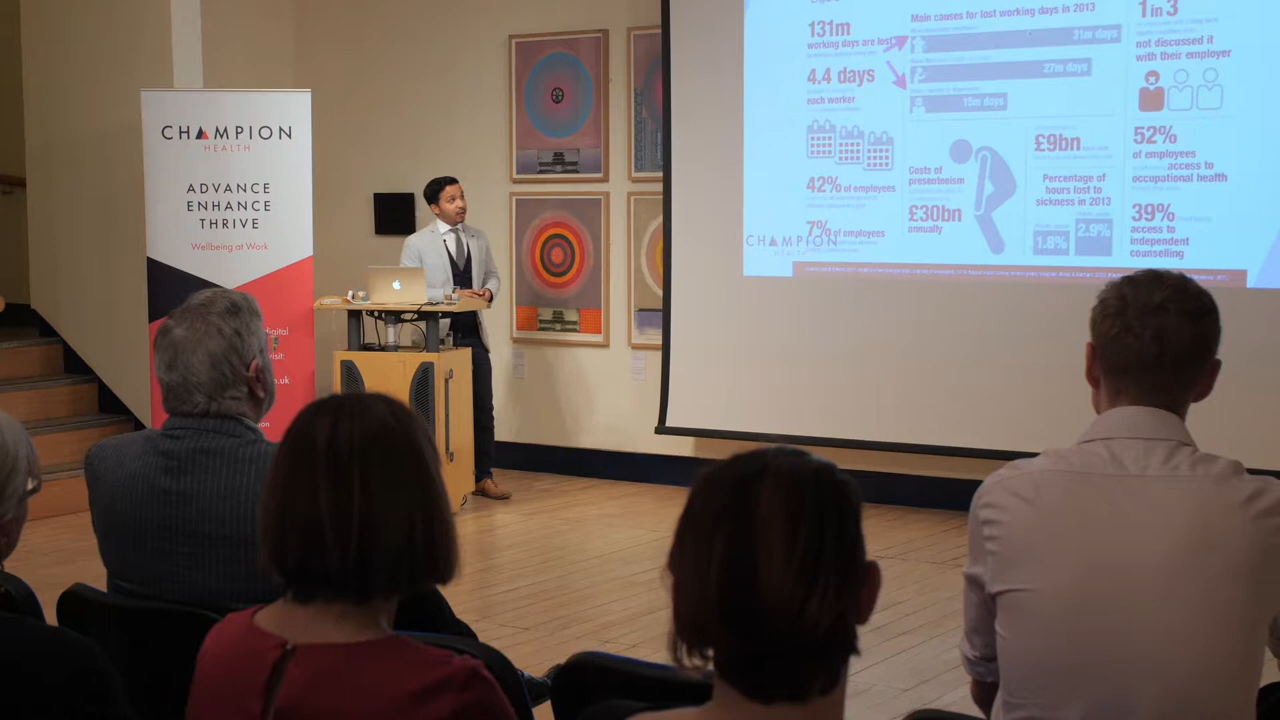 CHAMPION
HEALTH
ADVANCE
ENHANCE
THRIVE
Wellbeing at Work
digital
visit:
.uk
131m
working days are lost
4.4 days
each worker
42% of employees
7% of employees
CHAMPION
HEALTH
Main causes for lost working days in 2013
31m days
27m days
15m days
Costs of
presenteeism
£30bn
annually
£9bn
Percentage of
hours lost to
sickness in 2013
1.8%
2.9%
1 in 3
not discussed it
with their employer
52%
of employees
access to
occupational health
39%
access to
independent
counselling